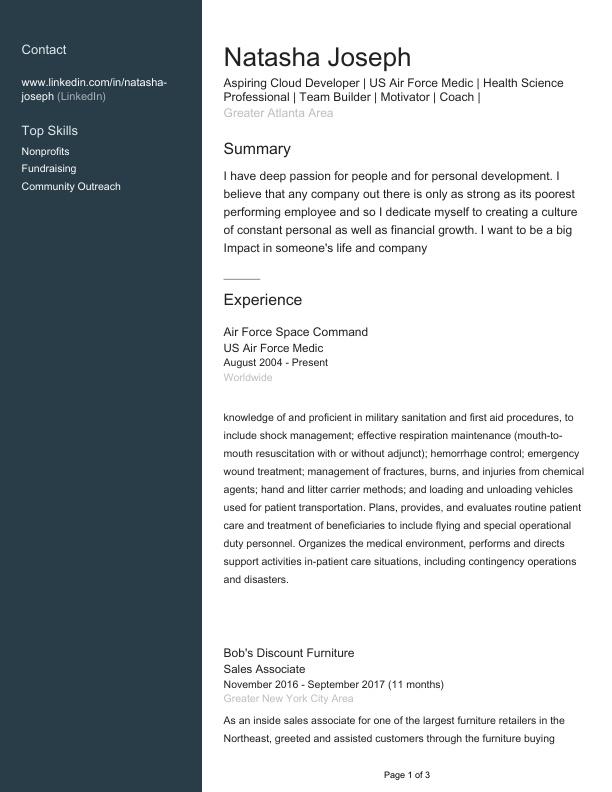 Contact
www.linkedin.com/in/natasha-
joseph (LinkedIn)
Top Skills
Nonprofits
Fundraising
Community Outreach
Natasha Joseph
Aspiring Cloud Developer | US Air Force Medic | Health Science
Professional | Team Builder | Motivator | Coach |
Greater Atlanta Area
Summary
I have deep passion for people and for personal development. I
believe that any company out there is only as strong as its poorest
performing employee and so I dedicate myself to creating a culture
of constant personal as well as financial growth. I want to be a big
Impact in someone's life and company
Experience
Air Force Space Command
US Air Force Medic
August 2004 - Present
Worldwide
knowledge of and proficient in military sanitation and first aid procedures, to
include shock management; effective respiration maintenance (mouth-to-
mouth resuscitation with or without adjunct); hemorrhage control; emergency
wound treatment; management of fractures, burns, and injuries from chemical
agents; hand and litter carrier methods; and loading and unloading vehicles
used for patient transportation. Plans, provides, and evaluates routine patient
care and treatment of beneficiaries to include flying and special operational
duty personnel. Organizes the medical environment, performs and directs
support activities in-patient care situations, including contingency operations
and disasters.
Bob's Discount Furniture
Sales Associate
November 2016 - September 2017 (11 months)
Greater New York City Area
As an inside sales associate for one of the largest furniture retailers in the
Northeast, greeted and assisted customers through the furniture buying
Page 1 of 3